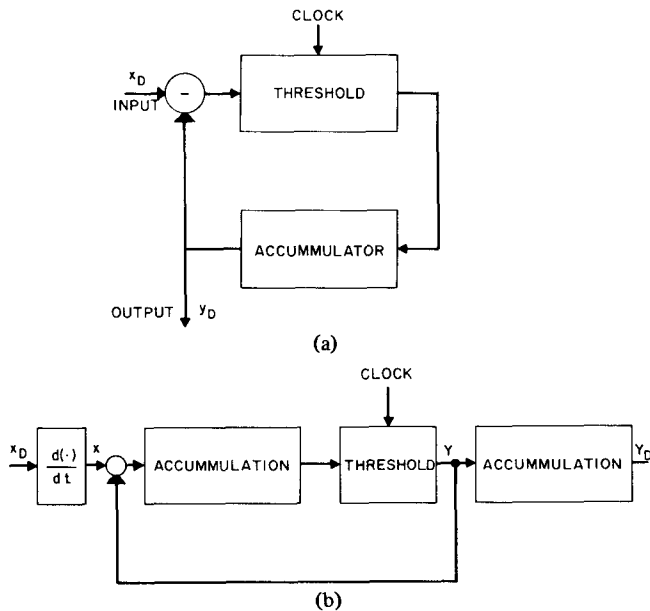 CLOCK
x_D
INPUT
−
THRESHOLD
ACCUMMULATOR
OUTPUT y_D
(a)
CLOCK
x_D d(·)/dt x ACCUMMULATION THRESHOLD Y ACCUMMULATION Y_D
(b)